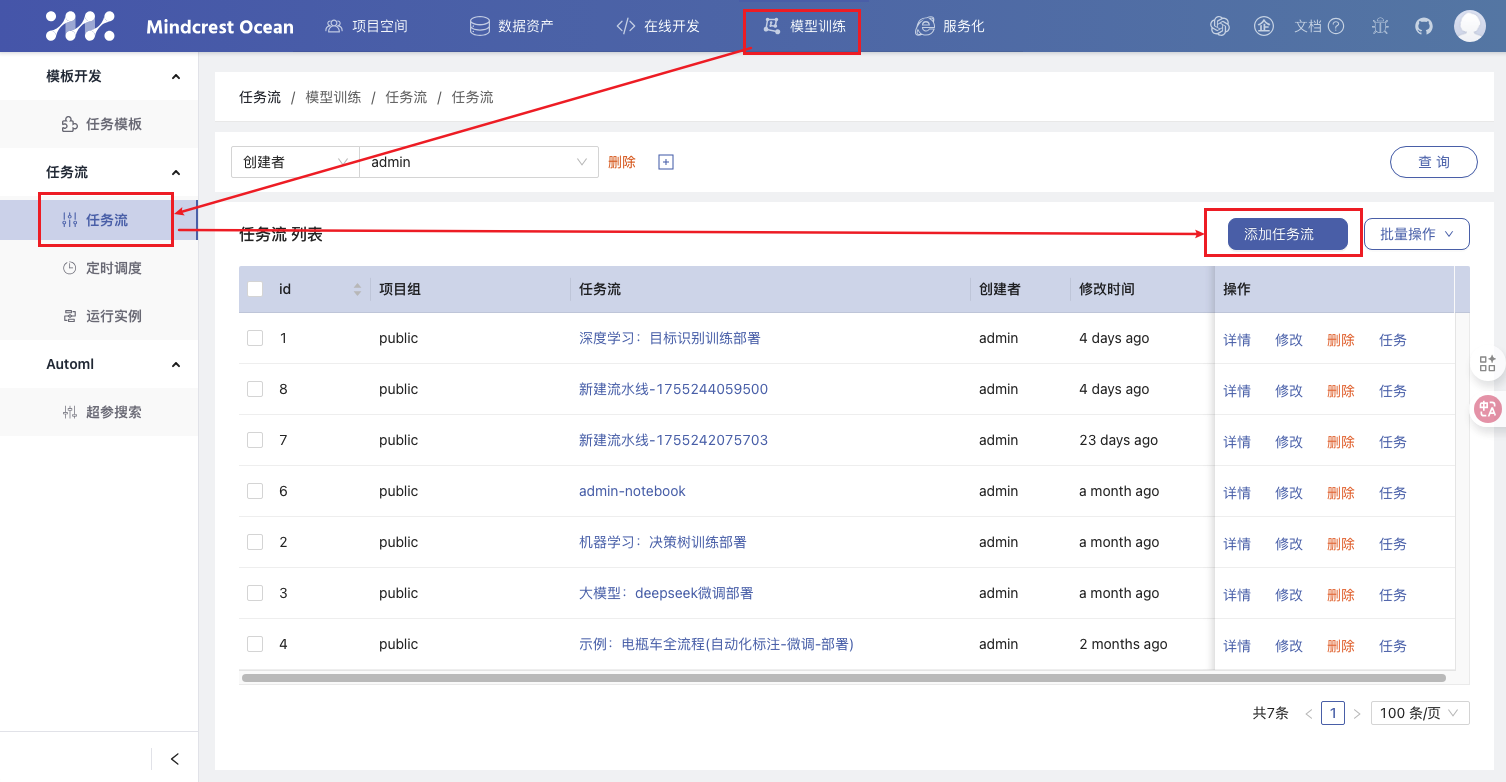 Mindcrest Ocean 项目空间 数据资产 在线开发 模型训练 服务化 企 文档
模板开发
任务模板
任务流
任务流
定时调度
运行实例
Automl
超参搜索
任务流 / 模型训练 / 任务流 / 任务流
创建者 admin 删除 查 询
任务流 列表 添加任务流 批量操作
id 项目组 任务流 创建者 修改时间 操作
1 public 深度学习：目标识别训练部署 admin 4 days ago 详情 修改 删除 任务
8 public 新建流水线-1755244059500 admin 4 days ago 详情 修改 删除 任务
7 public 新建流水线-1755242075703 admin 23 days ago 详情 修改 删除 任务
6 public admin-notebook admin a month ago 详情 修改 删除 任务
2 public 机器学习：决策树训练部署 admin a month ago 详情 修改 删除 任务
3 public 大模型：deepseek微调部署 admin a month ago 详情 修改 删除 任务
4 public 示例：电瓶车全流程(自动化标注-微调-部署) admin 2 months ago 详情 修改 删除 任务
共7条 < 1 > 100 条/页
中A